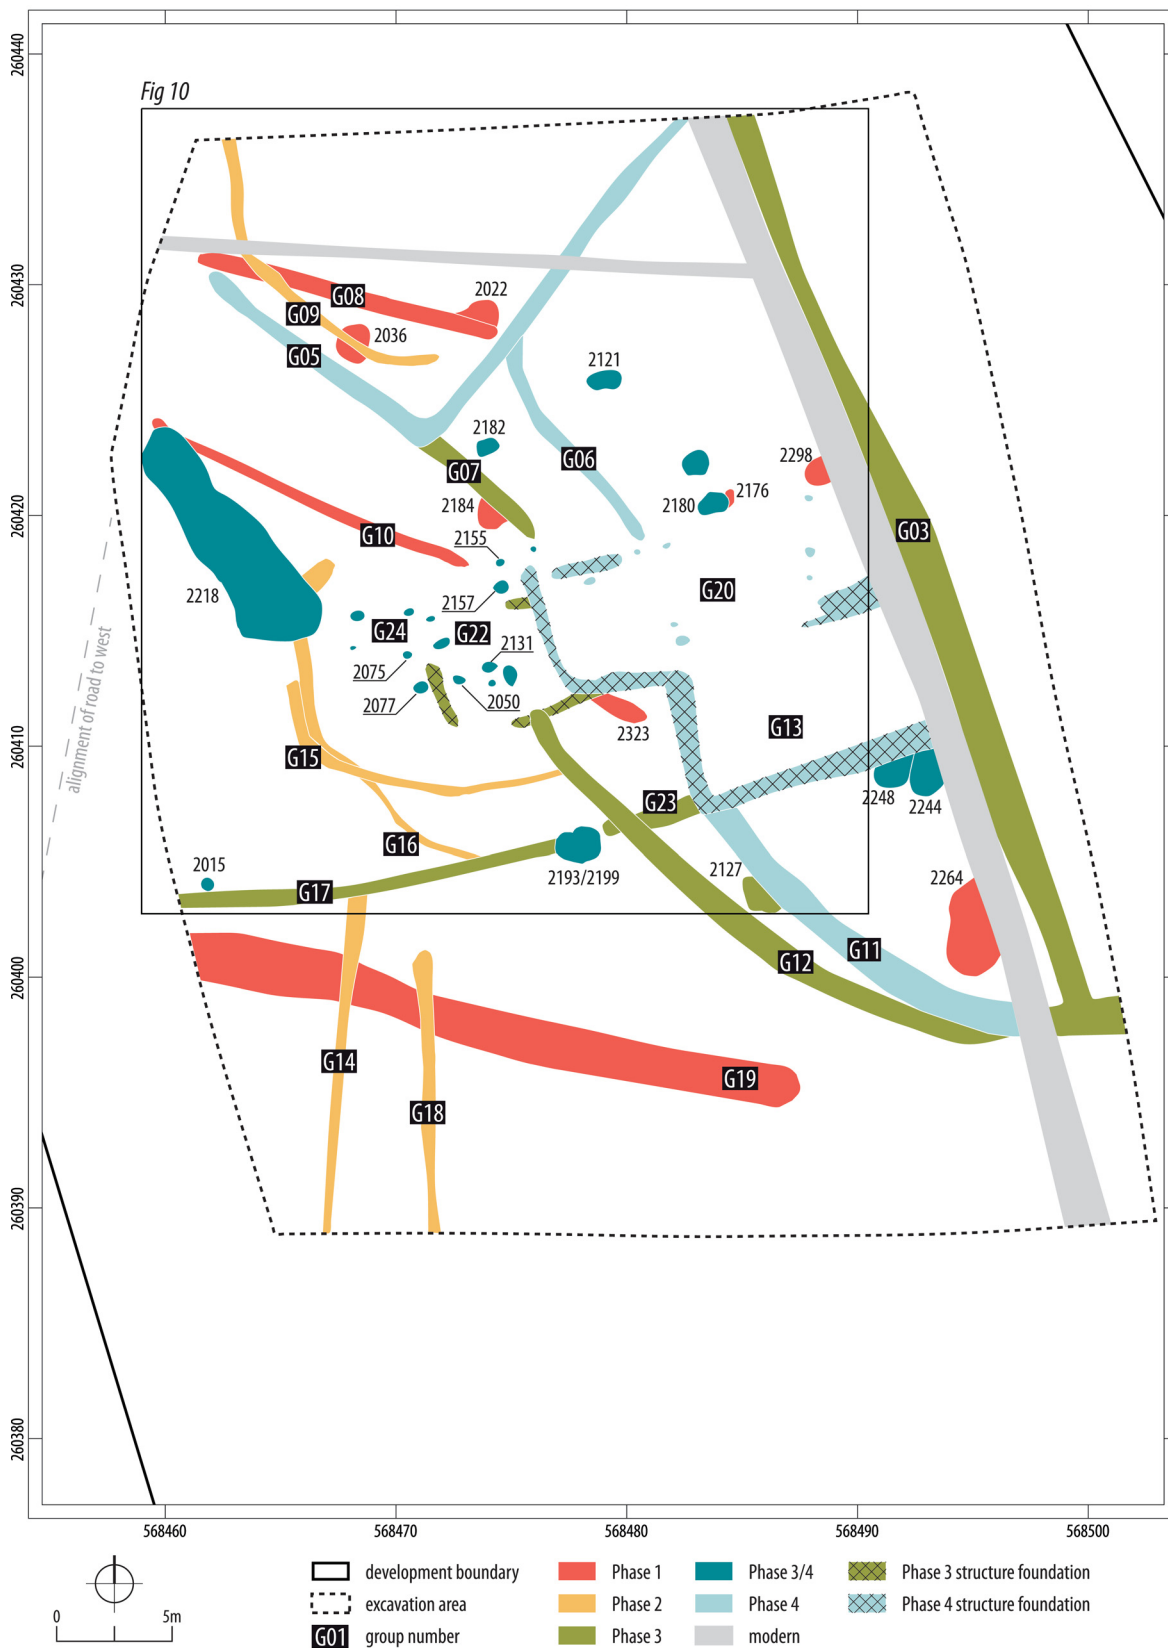 260440
Fig 10
260430
G08
2022
G09
2036
G05
2121
2182
G06
G07
2298
2176
2184
2180
260420
G03
G10
2155
G20
2218
2157
G24
G22
2131
2075
2050
2077
2323
G13
260410
G15
alignment of road to west
2248
2244
G23
G16
2015
2193/2199
2127
2264
G17
G11
G12
260400
G14
G19
G18
260390
260380
568460
568470
568480
568490
568500
0
5m
development boundary
excavation area
G01 group number
Phase 1
Phase 2
Phase 3
Phase 3/4
Phase 4
modern
Phase 3 structure foundation
Phase 4 structure foundation